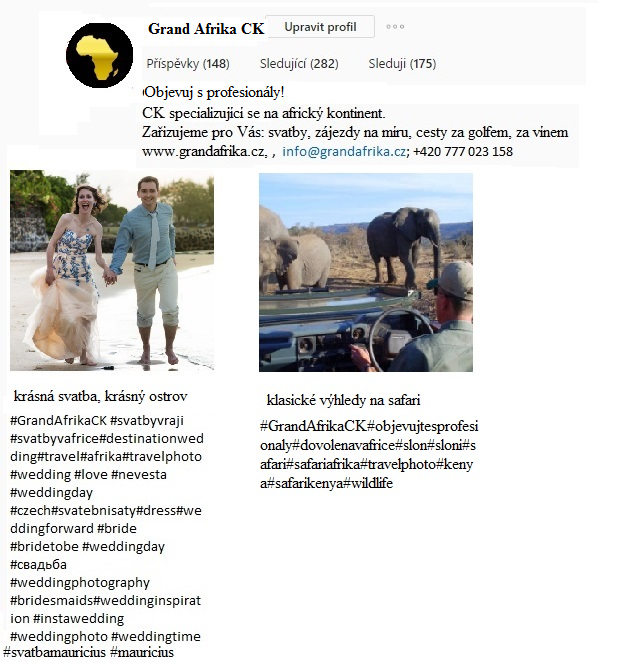 Grand Afrika CK Upravit profil
Příspěvky (148) Sledující (282) Sleduji (175)
Objevuj s profesionály!
CK specializující se na africký kontinent.
Zařizujeme pro Vás: svatby, zájezdy na míru, cesty za golfem, za vínem
www.grandafrika.cz, , info@grandafrika.cz; +420 777 023 158
krásná svatba, krásný ostrov
#GrandAfrikaCK #svatbyvraji
#svatbyvafrice#destinationwed
ding#travel#afrika#travelphoto
#wedding #love #nevesta
#weddingday
#czech#svatebnisaty#dress#we
ddingforward #bride
#bridetobe #weddingday
#свадьба
#weddingphotography
#bridesmaids#weddinginspirat
ion #instawedding
#weddingphoto #weddingtime
#svatbamauricius #mauricius
klasické výhledy na safari
#GrandAfrikaCK#objevujtesprofesi
onaly#dovolenavafrice#slon#sloni#s
afari#safariafrika#travelphoto#keny
a#safarikenya#wildlife